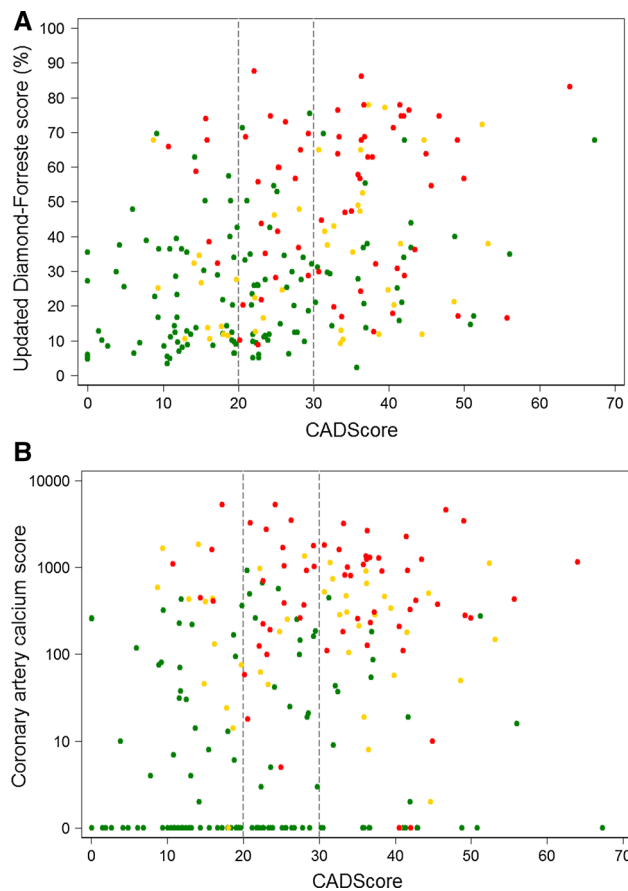 A
100
90
80
70
60
50
40
30
20
10
0
Updated Diamond-Forreste score (%)
0 10 20 30 40 50 60 70
CADScore
B
10000
1000
100
10
0
Coronary artery calcium score
0 10 20 30 40 50 60 70
CADScore